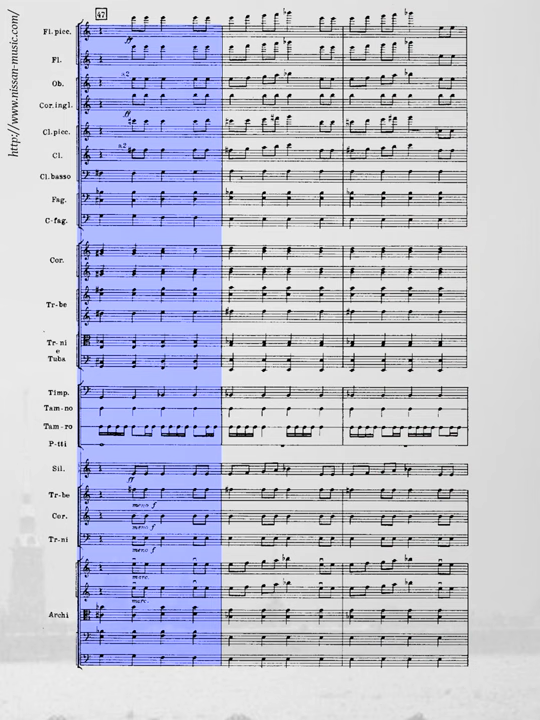 http://www.nissan-music.com/
47
Fl. picc.
ff
Fl.
Ob.
a2
Cor. ingl.
ff
Cl. picc.
Cl.
a2
Cl. basso
Fag.
C-fag.
Cor.
Tr-be
Tr-ni
e
Tuba
Timp.
Tam-no
Tam-ro
P-tti
Sil.
ff
Tr-be
meno f
Cor.
meno f
Tr-ni
meno f
marc.
marc.
Archi